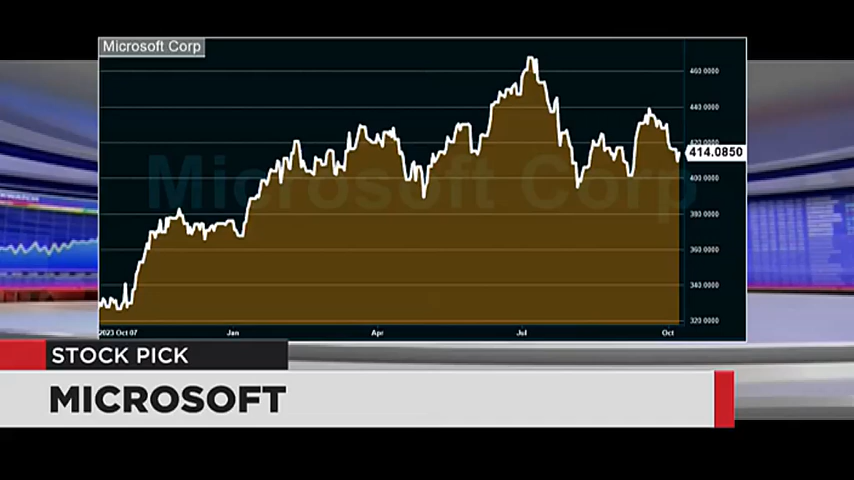 Microsoft Corp
Microsoft Corp
460.0000
440.0000
420.0000
414.0850
400.0000
380.0000
360.0000
340.0000
320.0000
2023 Oct 07 Jan Apr Jul Oct
STOCK PICK
MICROSOFT